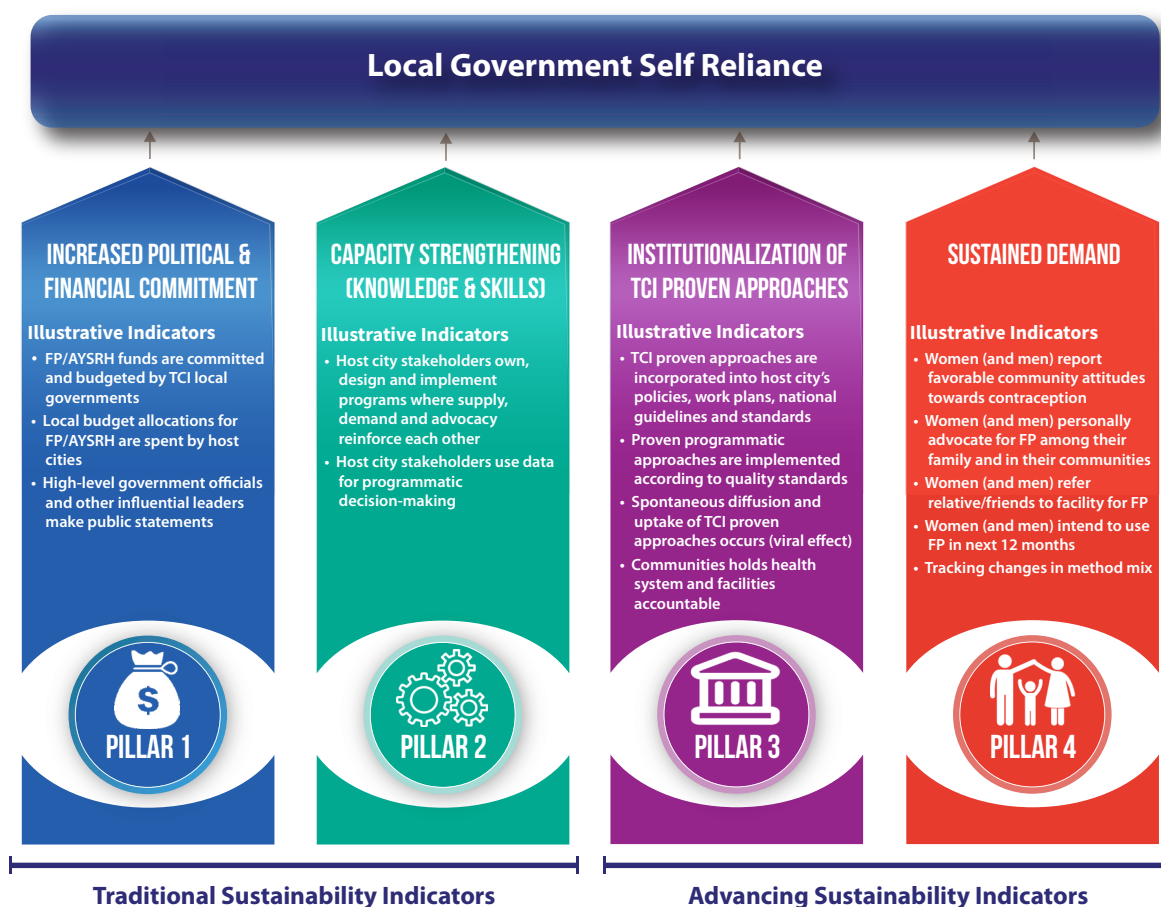 Local Government Self Reliance
INCREASED POLITICAL &
FINANCIAL COMMITMENT
Illustrative Indicators
• FP/AYSRH funds are committed
and budgeted by TCI local
governments
• Local budget allocations for
FP/AYSRH are spent by host
cities
• High-level government officials
and other influential leaders
make public statements
$
PILLAR 1
CAPACITY STRENGTHENING
(KNOWLEDGE & SKILLS)
Illustrative Indicators
• Host city stakeholders own,
design and implement
programs where supply,
demand and advocacy
reinforce each other
• Host city stakeholders use data
for programmatic
decision-making
PILLAR 2
INSTITUTIONALIZATION OF
TCI PROVEN APPROACHES
Illustrative Indicators
• TCI proven approaches are
incorporated into host city's
policies, work plans, national
guidelines and standards
• Proven programmatic
approaches are implemented
according to quality standards
• Spontaneous diffusion and
uptake of TCI proven
approaches occurs (viral effect)
• Communities holds health
system and facilities
accountable
PILLAR 3
SUSTAINED DEMAND
Illustrative Indicators
• Women (and men) report
favorable community attitudes
towards contraception
• Women (and men) personally
advocate for FP among their
family and in their communities
• Women (and men) refer
relative/friends to facility for FP
• Women (and men) intend to use
FP in next 12 months
• Tracking changes in method mix
PILLAR 4
Traditional Sustainability Indicators
Advancing Sustainability Indicators